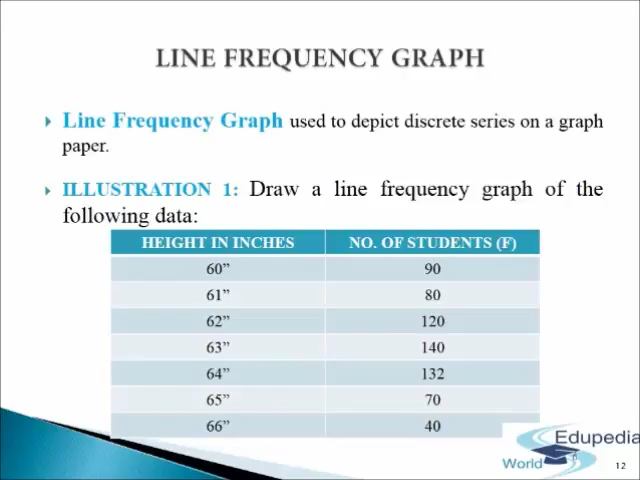 LINE FREQUENCY GRAPH
Line Frequency Graph used to depict discrete series on a graph
paper.
ILLUSTRATION 1: Draw a line frequency graph of the
following data:
HEIGHT IN INCHES NO. OF STUDENTS (F)
60” 90
61” 80
62” 120
63” 140
64” 132
65” 70
66” 40
Edupedia
World
12